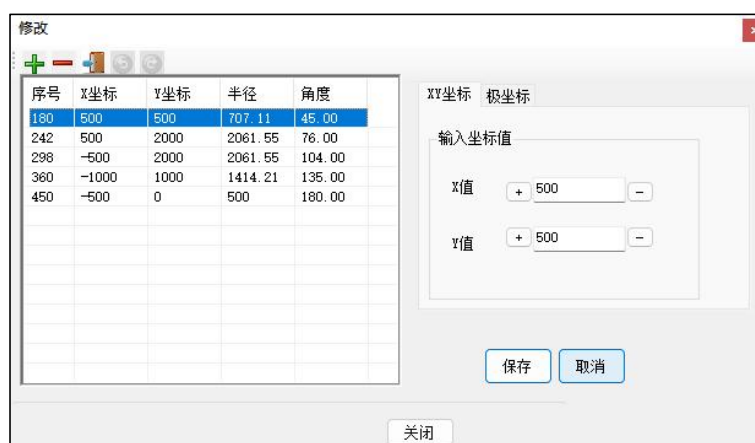 修改
序号 X坐标 Y坐标 半径 角度
180 500 500 707.11 45.00
242 500 2000 2061.55 76.00
298 -500 2000 2061.55 104.00
360 -1000 1000 1414.21 135.00
450 -500 0 500 180.00
XY坐标 极坐标
输入坐标值
X值 + 500 -
Y值 + 500 -
保存 取消
关闭